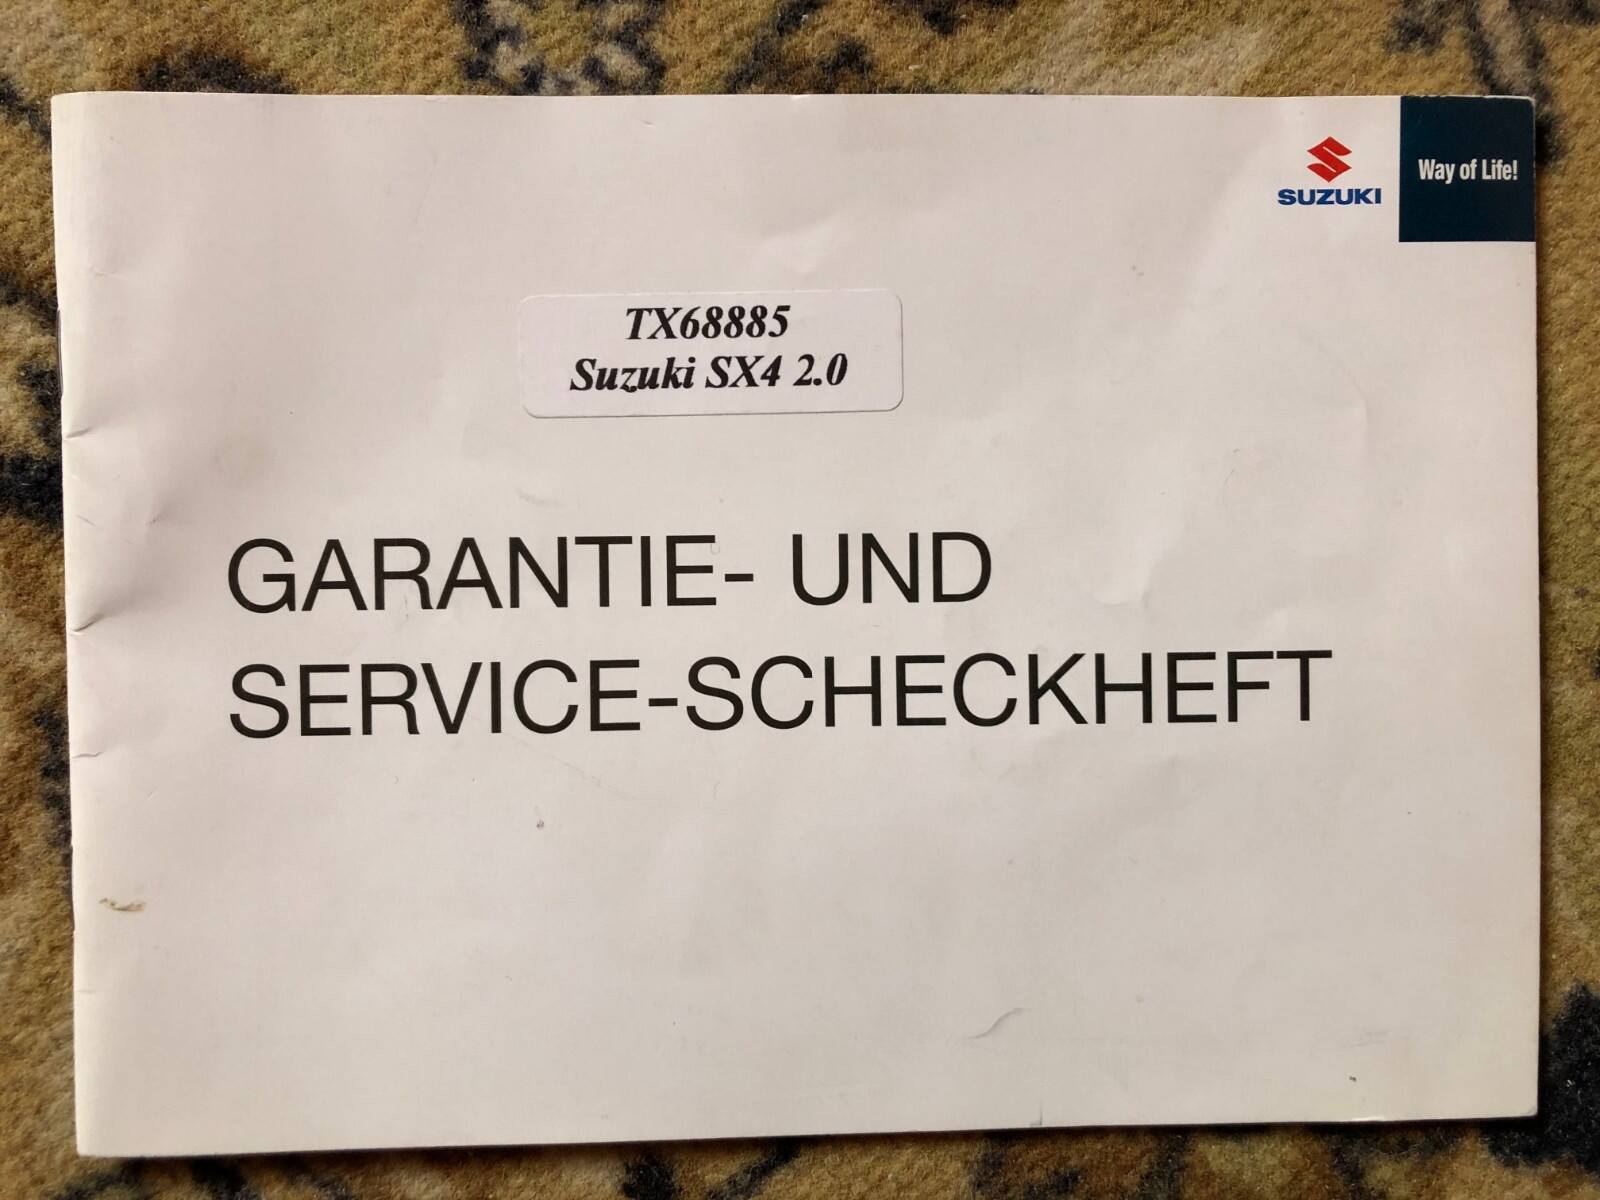 SUZUKI
Way of Life!
TX68885
Suzuki SX4 2.0
GARANTIE- UND
SERVICE-SCHECKHEFT